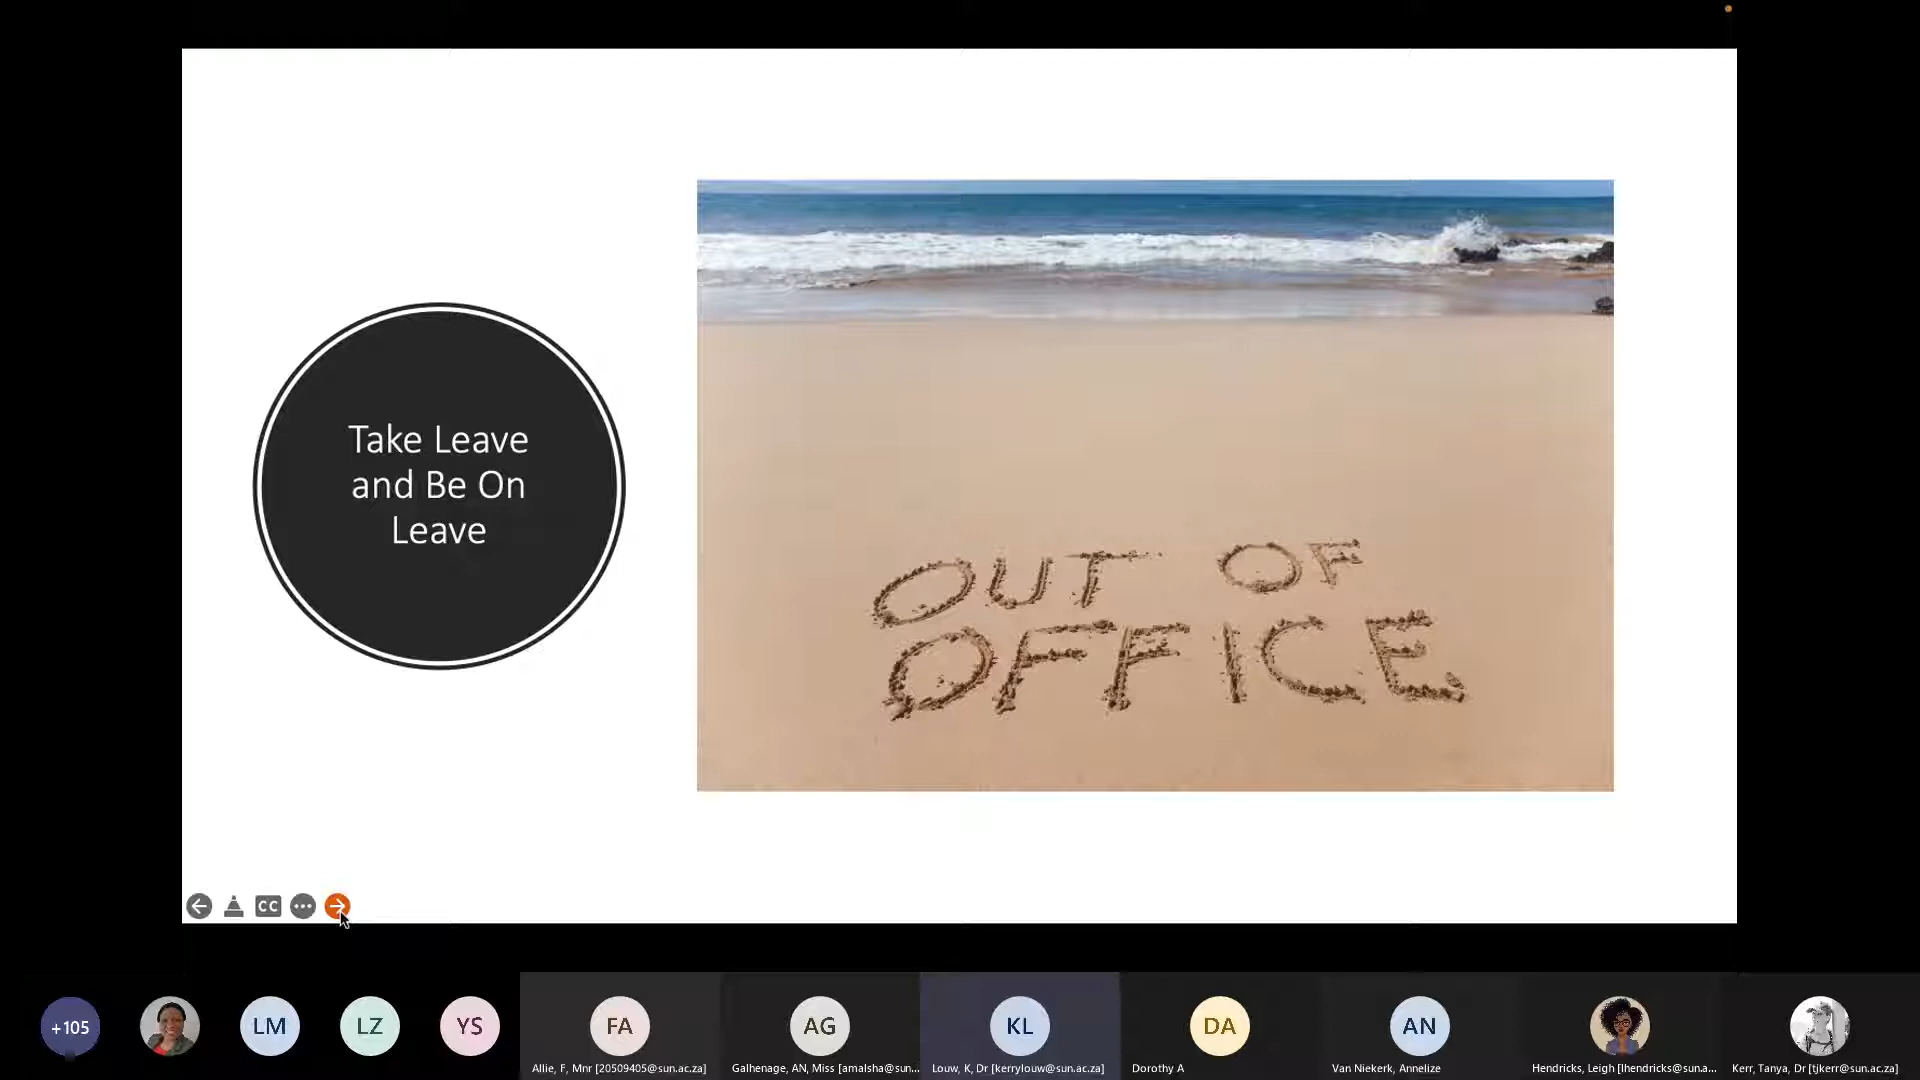 Take Leave
and Be On
Leave
OUT OF
OFFICE
CC
+105
LM
LZ
YS
FA
AG
KL
DA
AN
Allie, F, Mnr [20509405@sun.ac.za]
Galhenage, AN, Miss [amalsha@sun...
Louw, K, Dr [kerrylouw@sun.ac.za]
Dorothy A
Van Niekerk, Annelize
Hendricks, Leigh [lhendricks@sun.a...
Kerr, Tanya, Dr [tjkerr@sun.ac.za]